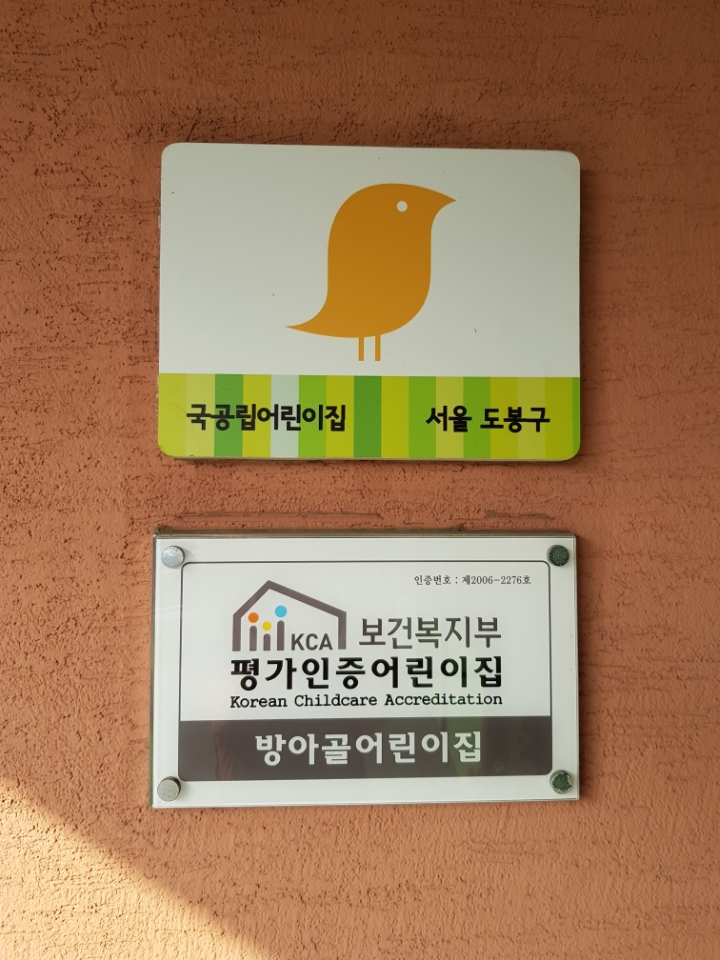 국공립어린이집 서울 도봉구
인증번호 : 제2006-2276호
KCA 보건복지부
평가인증어린이집
Korean Childcare Accreditation
방아골어린이집